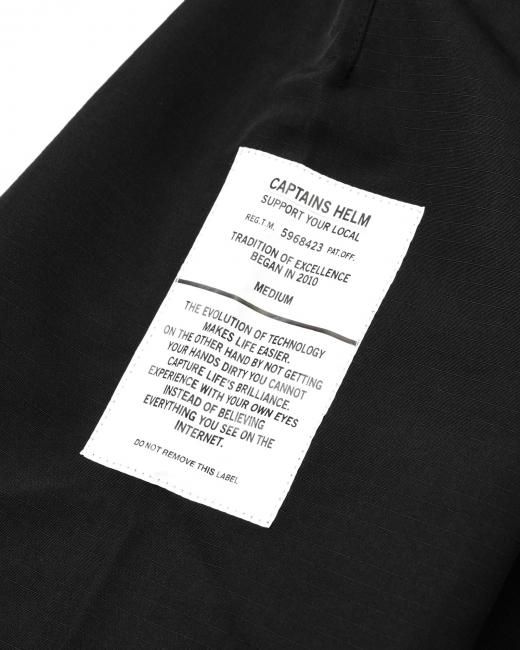 CAPTAINS HELM
SUPPORT YOUR LOCAL
REG.T.M. 5968423 PAT.OFF.
TRADITION OF EXCELLENCE
BEGAN IN 2010
MEDIUM
THE EVOLUTION OF TECHNOLOGY
MAKES LIFE EASIER.
ON THE OTHER HAND BY NOT GETTING
YOUR HANDS DIRTY YOU CANNOT
CAPTURE LIFE'S BRILLIANCE.
EXPERIENCE WITH YOUR OWN EYES
INSTEAD OF BELIEVING
EVERYTHING YOU SEE ON THE
INTERNET.
DO NOT REMOVE THIS LABEL